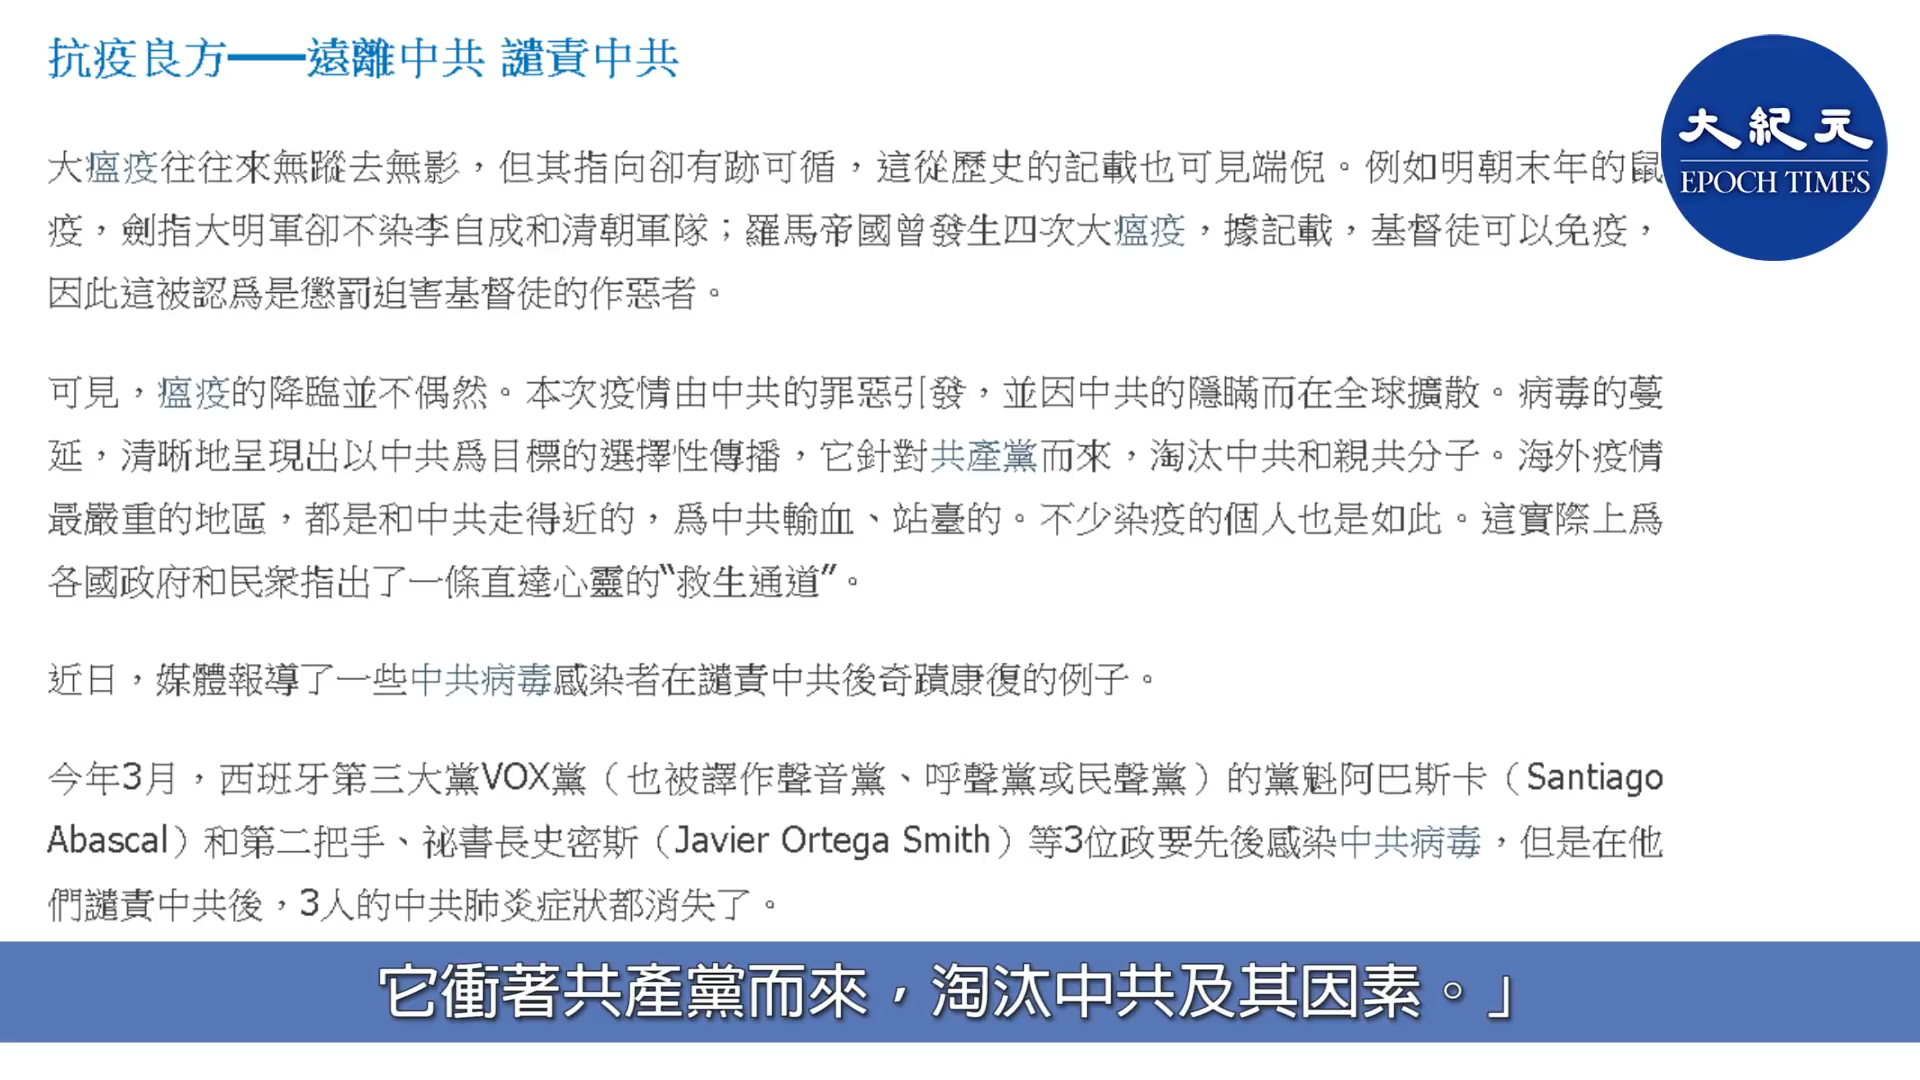 抗疫良方——遠離中共 譴責中共
大紀元
EPOCH TIMES
大瘟疫往往來無蹤去無影，但其指向卻有跡可循，這從歷史的記載也可見端倪。例如明朝末年的鼠
疫，劍指大明軍卻不染李自成和清朝軍隊；羅馬帝國曾發生四次大瘟疫，據記載，基督徒可以免疫，
因此這被認爲是懲罰迫害基督徒的作惡者。
可見，瘟疫的降臨並不偶然。本次疫情由中共的罪惡引發，並因中共的隱瞞而在全球擴散。病毒的蔓
延，清晰地呈現出以中共爲目標的選擇性傳播，它針對共產黨而來，淘汰中共和親共分子。海外疫情
最嚴重的地區，都是和中共走得近的，爲中共輸血、站臺的。不少染疫的個人也是如此。這實際上爲
各國政府和民衆指出了一條直達心靈的“救生通道”。
近日，媒體報導了一些中共病毒感染者在譴責中共後奇蹟康復的例子。
今年3月，西班牙第三大黨VOX黨（也被譯作聲音黨、呼聲黨或民聲黨）的黨魁阿巴斯卡（Santiago
Abascal）和第二把手、祕書長史密斯（Javier Ortega Smith）等3位政要先後感染中共病毒，但是在他
們譴責中共後，3人的中共肺炎症狀都消失了。
它衝著共產黨而來，淘汰中共及其因素。」